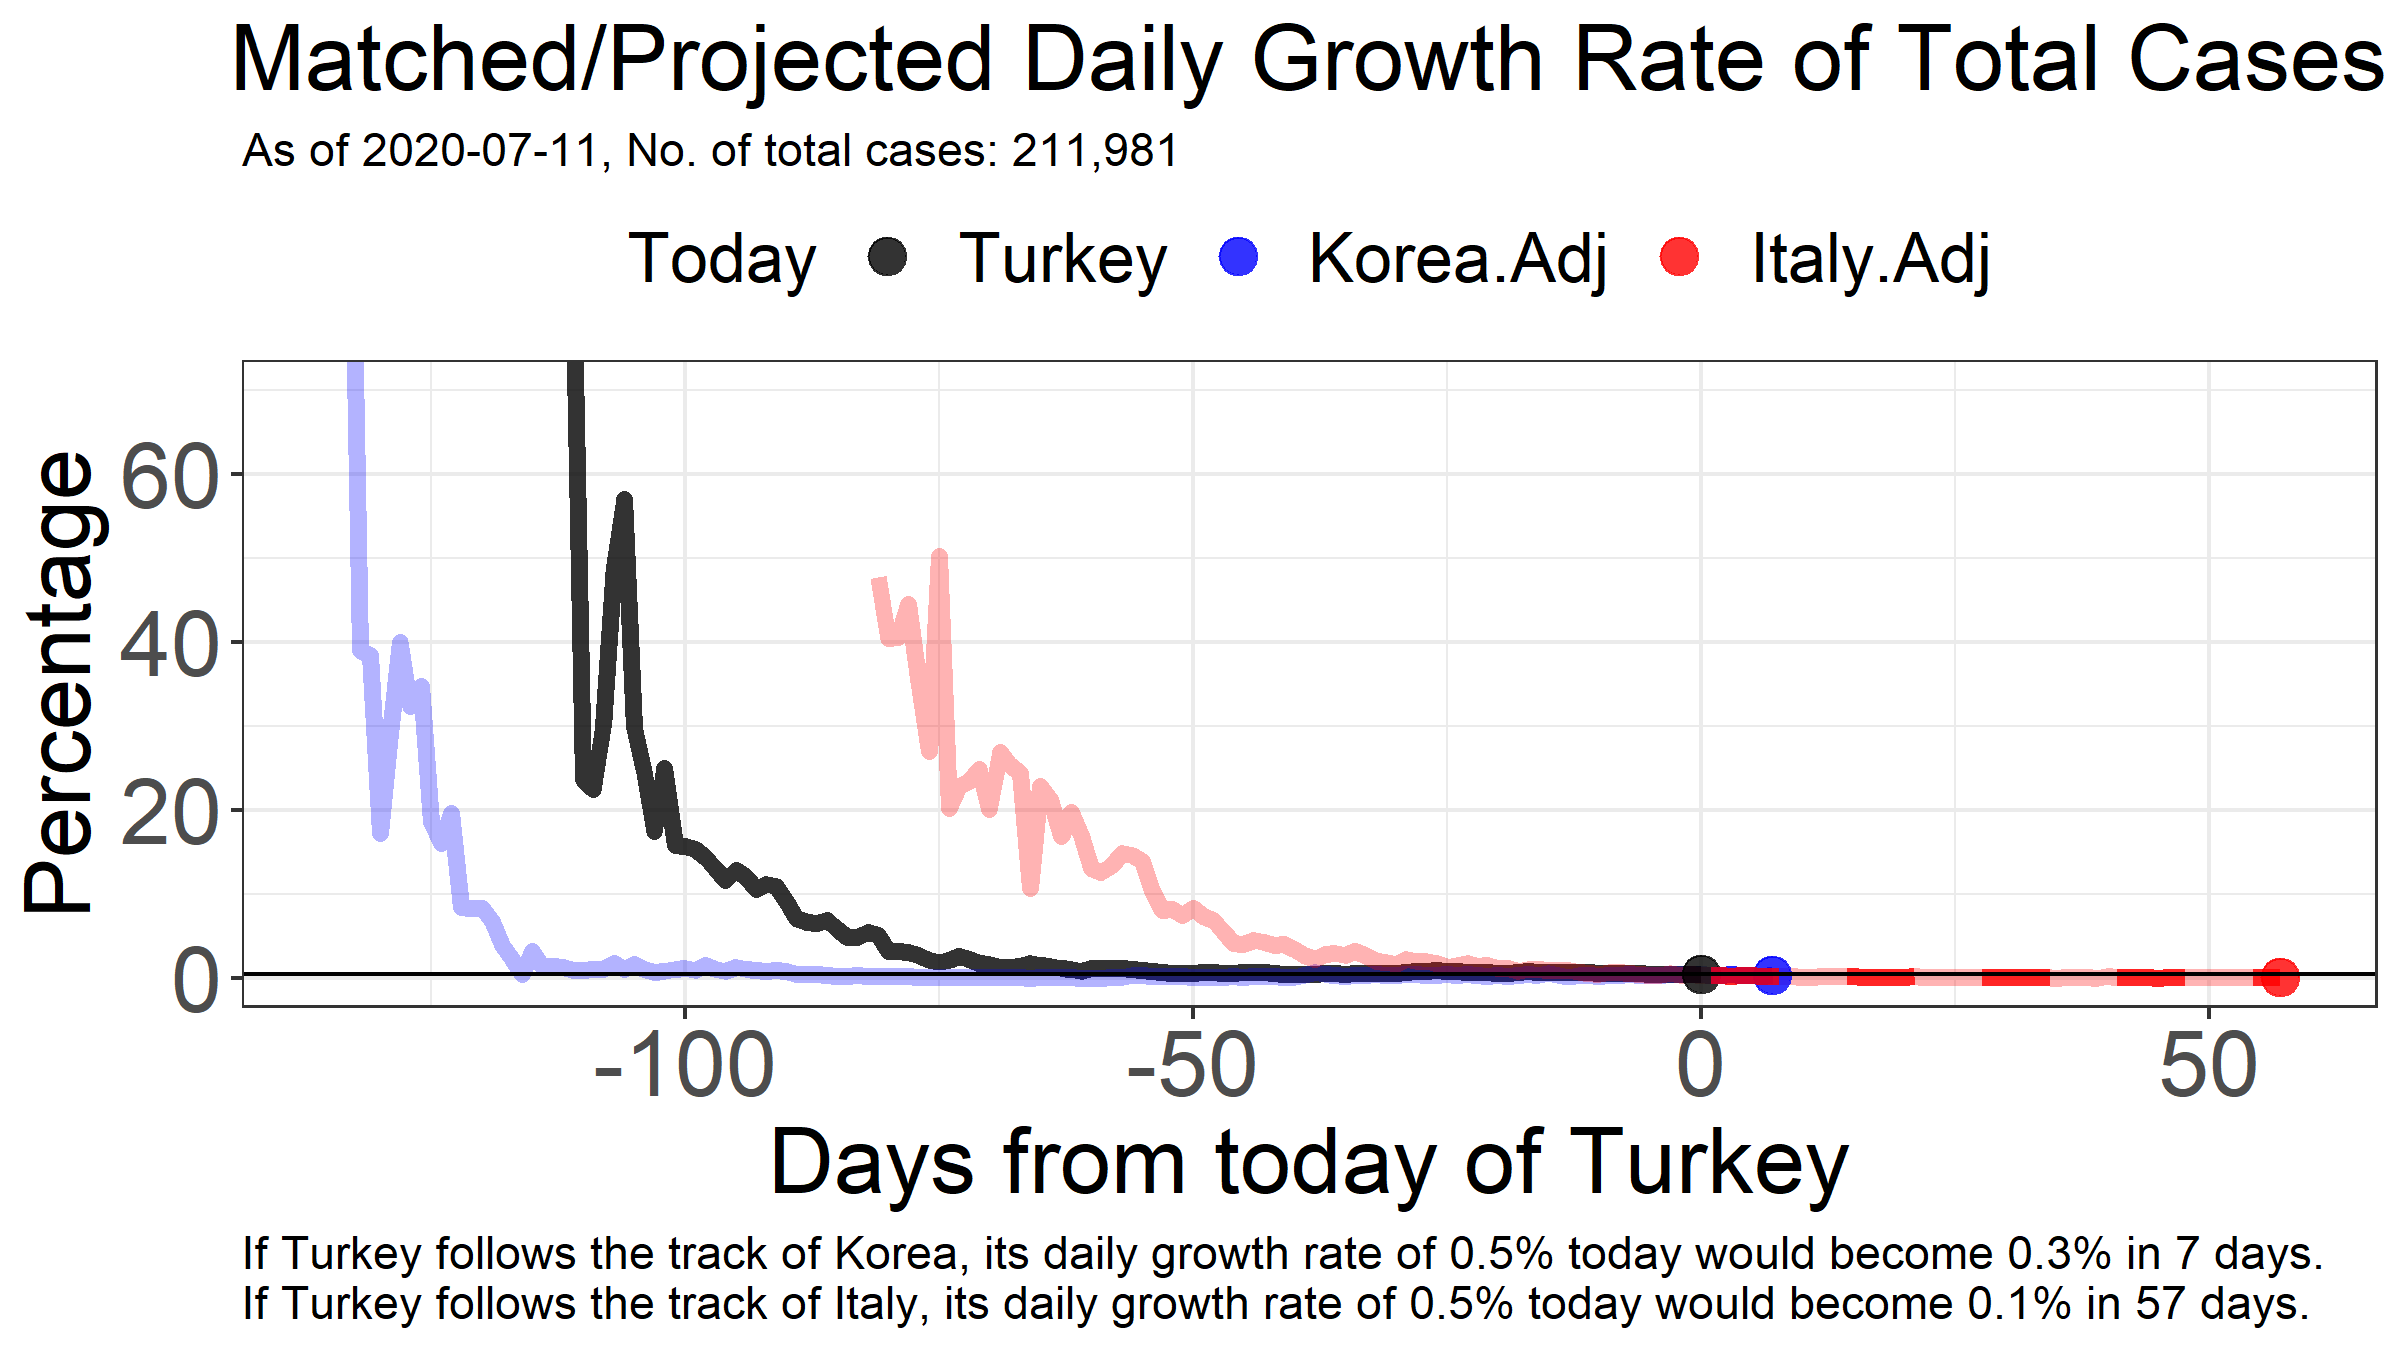 Matched/Projected Daily Growth Rate of Total Cases
As of 2020-07-11, No. of total cases: 211,981
Today Turkey Korea.Adj Italy.Adj
Percentage
60
40
20
0
-100 -50 0 50
Days from today of Turkey
If Turkey follows the track of Korea, its daily growth rate of 0.5% today would become 0.3% in 7 days.
If Turkey follows the track of Italy, its daily growth rate of 0.5% today would become 0.1% in 57 days.